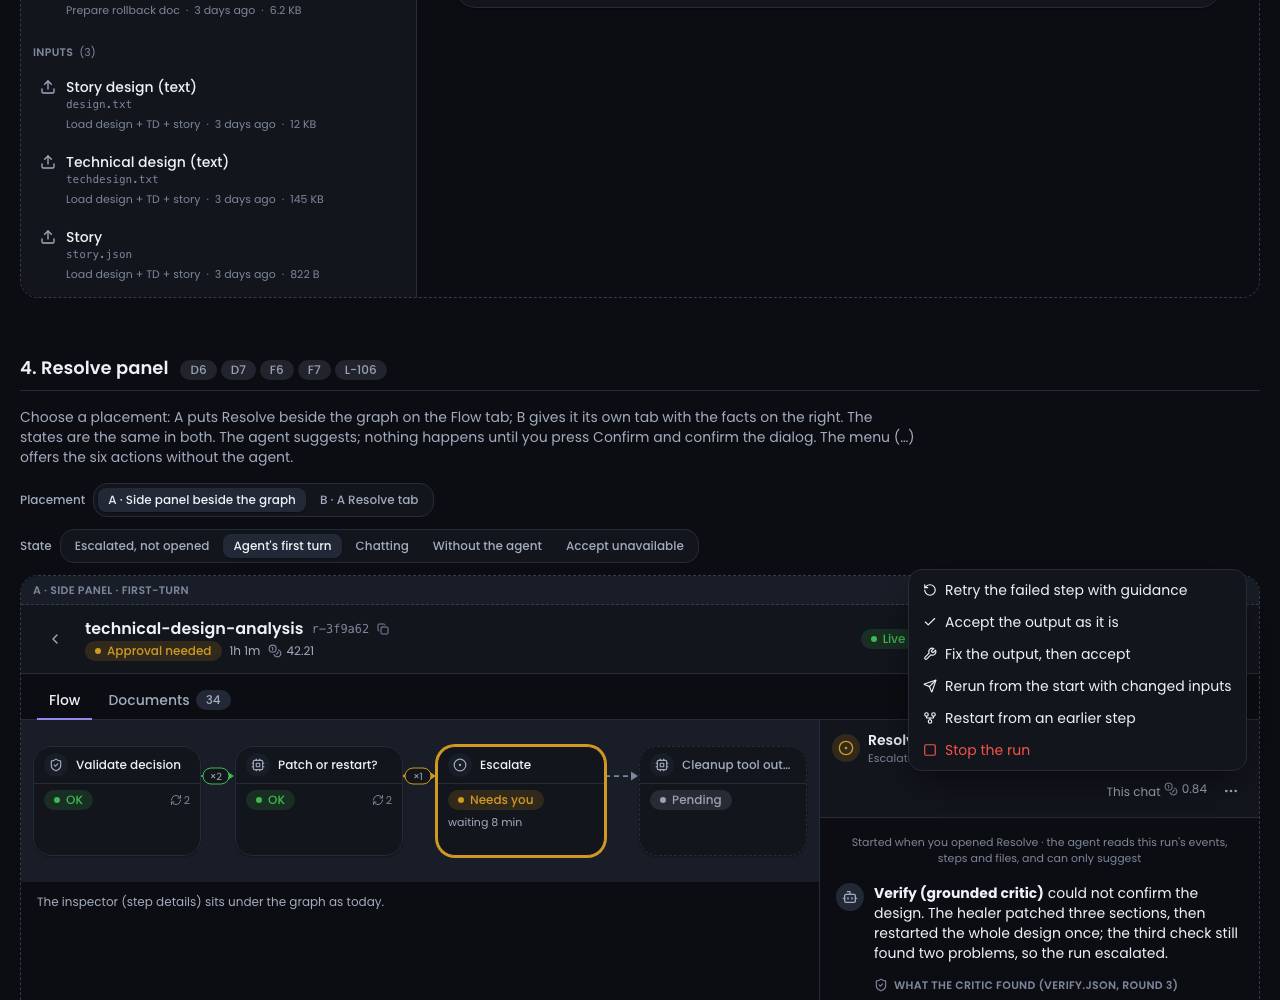 Prepare rollback doc · 3 days ago · 6.2 KB
INPUTS (3)
Story design (text)
design.txt
Load design + TD + story · 3 days ago · 12 KB
Technical design (text)
techdesign.txt
Load design + TD + story · 3 days ago · 145 KB
Story
story.json
Load design + TD + story · 3 days ago · 822 B
4. Resolve panel D6 D7 F6 F7 L-106
Choose a placement: A puts Resolve beside the graph on the Flow tab; B gives it its own tab with the facts on the right. The
states are the same in both. The agent suggests; nothing happens until you press Confirm and confirm the dialog. The menu (…)
offers the six actions without the agent.
Placement A · Side panel beside the graph B · A Resolve tab
State Escalated, not opened Agent's first turn Chatting Without the agent Accept unavailable
A · SIDE PANEL · FIRST-TURN
technical-design-analysis r-3f9a62
Approval needed 1h 1m 42.21
Live
Retry the failed step with guidance
Accept the output as it is
Fix the output, then accept
Rerun from the start with changed inputs
Restart from an earlier step
Stop the run
Flow Documents 34
Validate decision
OK 2
×2
Patch or restart?
OK 2
×1
Escalate
Needs you
waiting 8 min
Cleanup tool out…
Pending
The inspector (step details) sits under the graph as today.
This chat 0.84 …
Started when you opened Resolve · the agent reads this run's events,
steps and files, and can only suggest
Verify (grounded critic) could not confirm the
design. The healer patched three sections, then
restarted the whole design once; the third check still
found two problems, so the run escalated.
WHAT THE CRITIC FOUND (VERIFY.JSON, ROUND 3)